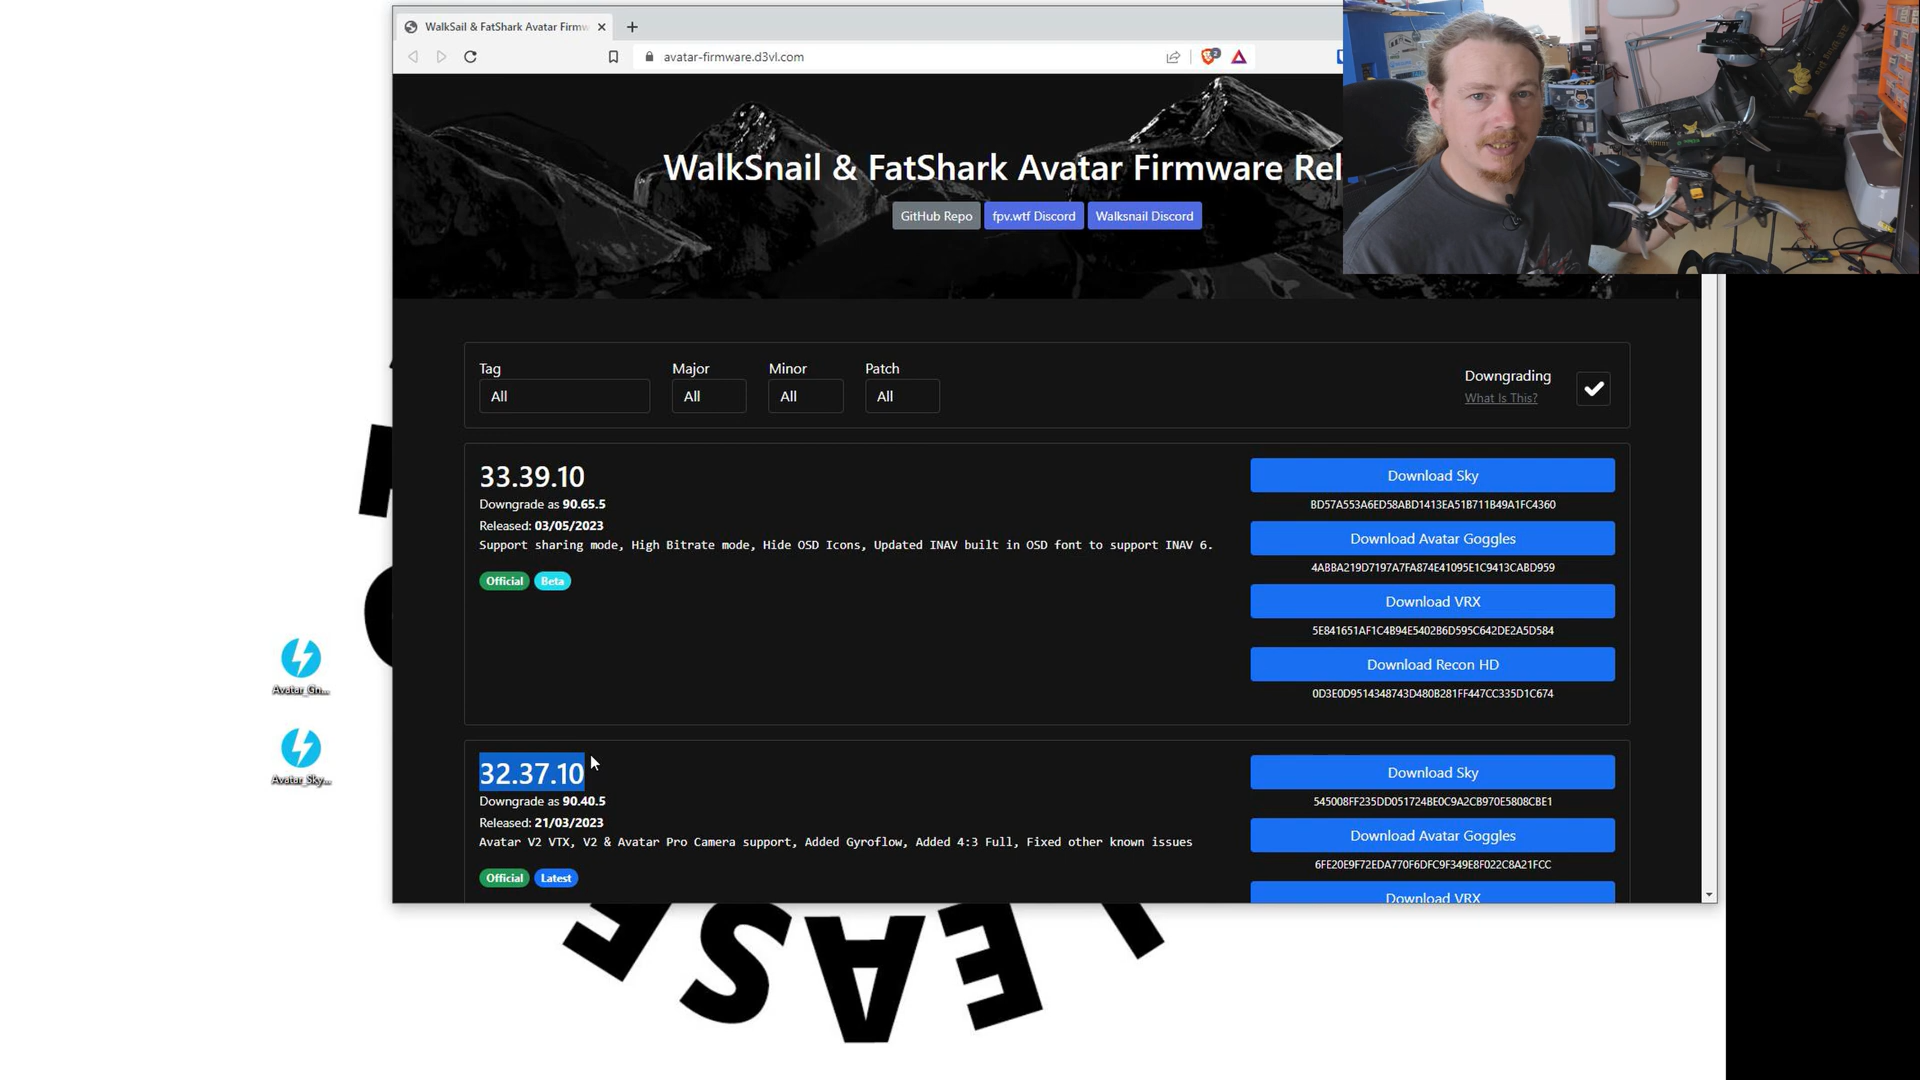 WalkSail & FatShark Avatar Firmw
avatar-firmware.d3vl.com
WalkSnail & FatShark Avatar Firmware Rel
GitHub Repo
fpv.wtf Discord
Walksnail Discord
Tag
Major
Minor
Patch
All
All
All
All
Downgrading
What Is This?
33.39.10
Downgrade as 90.65.5
Released: 03/05/2023
Support sharing mode, High Bitrate mode, Hide OSD Icons, Updated INAV built in OSD font to support INAV 6.
Official
Beta
Download Sky
BD57A553A6ED58ABD1413EA51B711B49A1FC4360
Download Avatar Goggles
4ABBA219D7197A7FA874E41095E1C9413CABD959
Download VRX
5E841651AF1C4B94E5402B6D595C642DE2A5D584
Download Recon HD
0D3E0D9514348743D480B281FF447CC335D1C674
32.37.10
Downgrade as 90.40.5
Released: 21/03/2023
Avatar V2 VTX, V2 & Avatar Pro Camera support, Added Gyroflow, Added 4:3 Full, Fixed other known issues
Official
Latest
Download Sky
545008FF235DD051724BE0C9A2CB970E5808CBE1
Download Avatar Goggles
6FE20E9F72EDA770F6DFC9F349E8F022C8A21FCC
Download VRX
Avatar_Gn...
Avatar_Sky...